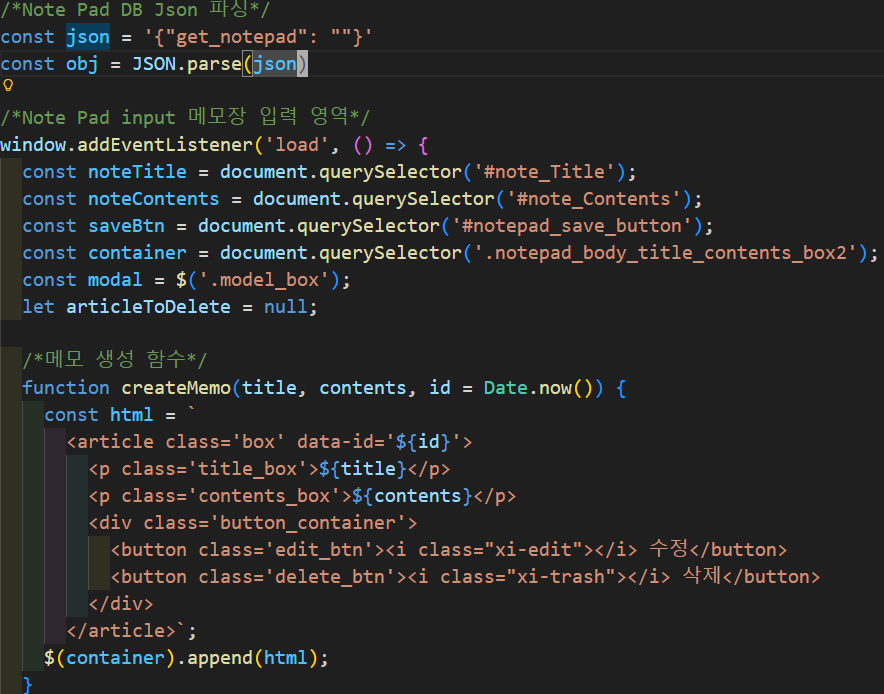 /*Note Pad DB Json 파싱*/
const json = '{"get_notepad": ""}'
const obj = JSON.parse(json)
/*Note Pad input 메모장 입력 영역*/
window.addEventListener('load', () => {
const noteTitle = document.querySelector('#note_Title');
const noteContents = document.querySelector('#note_Contents');
const saveBtn = document.querySelector('#notepad_save_button');
const container = document.querySelector('.notepad_body_title_contents_box2');
const modal = $('.model_box');
let articleToDelete = null;
/*메모 생성 함수*/
function createMemo(title, contents, id = Date.now()) {
const html = `
<article class='box' data-id='${id}'>
<p class='title_box'>${title}</p>
<p class='contents_box'>${contents}</p>
<div class='button_container'>
<button class='edit_btn'><i class="xi-edit"></i> 수정</button>
<button class='delete_btn'><i class="xi-trash"></i> 삭제</button>
</div>
</article>`;
$(container).append(html);
}